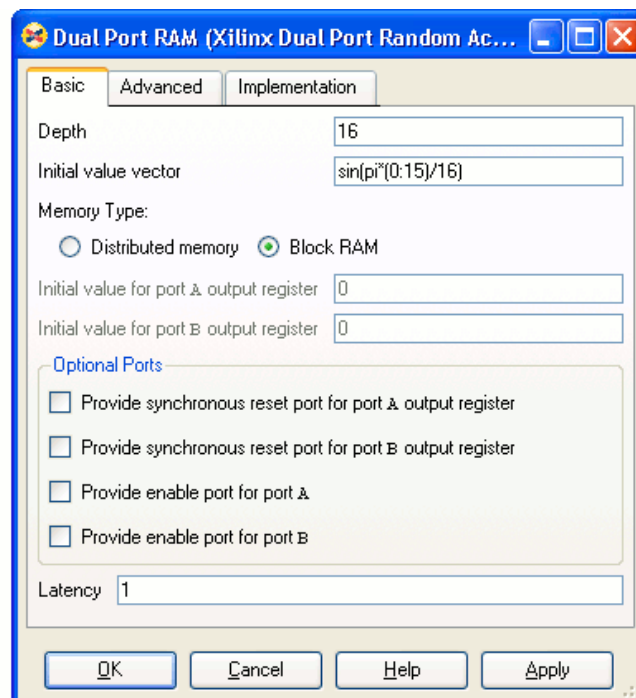 Dual Port RAM (Xilinx Dual Port Random Ac...
Basic Advanced Implementation
Depth 16
Initial value vector sin(pi*(0:15)/16)
Memory Type:
Distributed memory Block RAM
Initial value for port A output register 0
Initial value for port B output register 0
Optional Ports
Provide synchronous reset port for port A output register
Provide synchronous reset port for port B output register
Provide enable port for port A
Provide enable port for port B
Latency 1
OK Cancel Help Apply